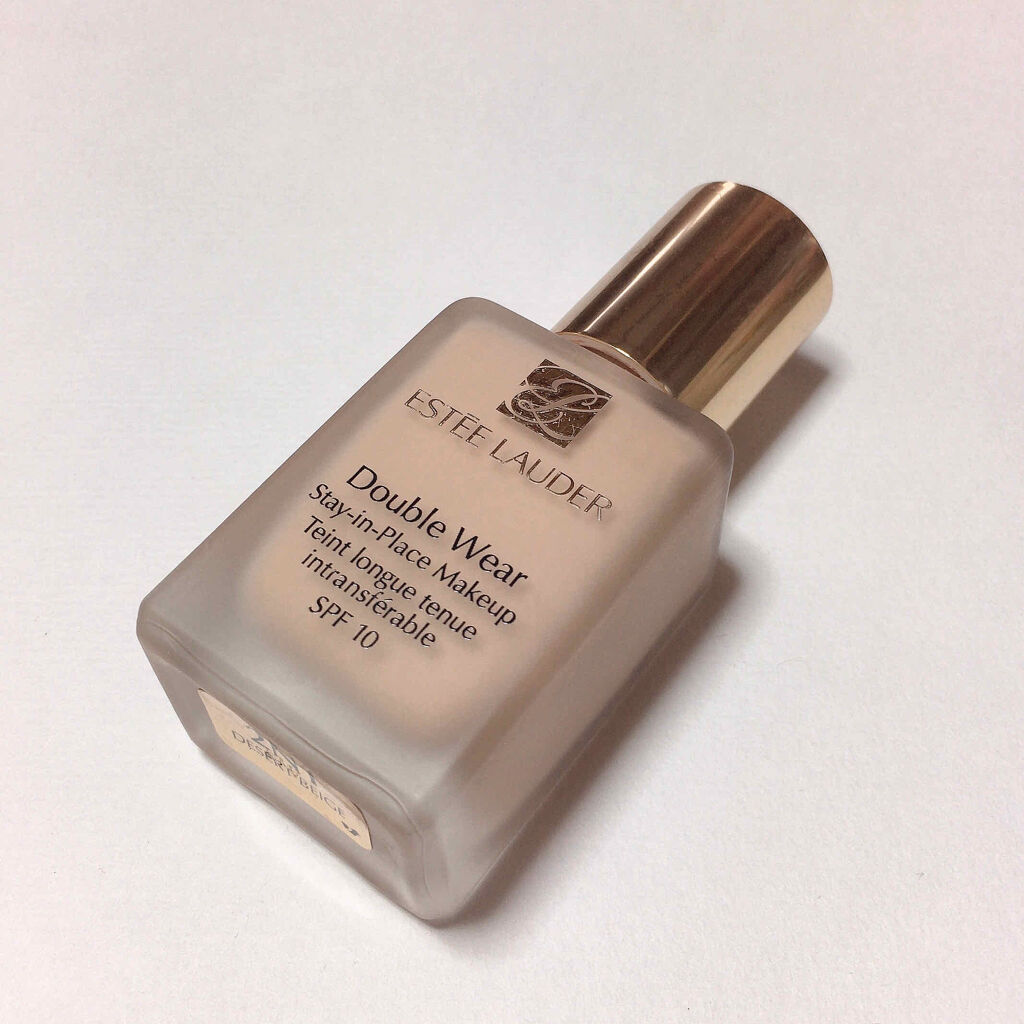 ESTĒE LAUDER
Double Wear
Stay-in-Place Makeup
Teint longue tenue
intransférable
SPF 10
DESERT BEIGE